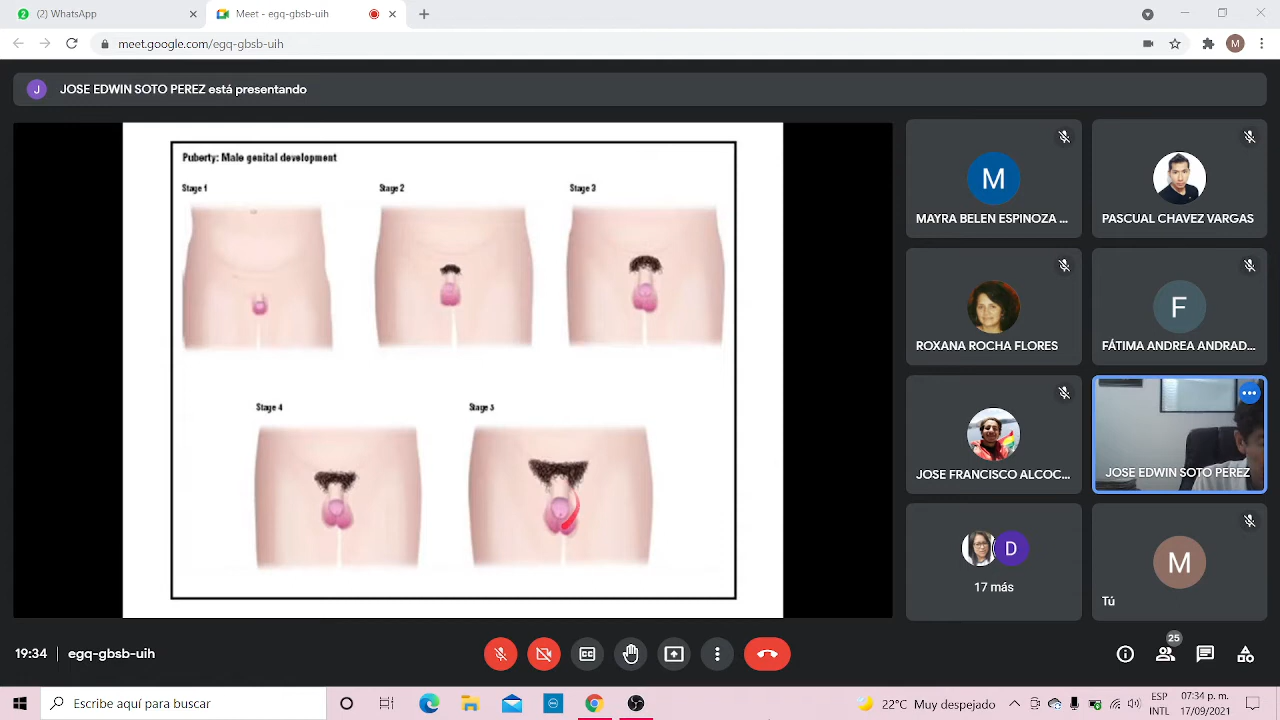 (2) WhatsApp
Meet - egq-gbsb-uih
meet.google.com/egq-gbsb-uih
M
J
JOSE EDWIN SOTO PEREZ está presentando
Puberty: Male genital development
Stage 1
Stage 2
Stage 3
Stage 4
Stage 5
M
MAYRA BELEN ESPINOZA ...
PASCUAL CHAVEZ VARGAS
ROXANA ROCHA FLORES
F
FÁTIMA ANDREA ANDRAD...
JOSE FRANCISCO ALCOC...
JOSE EDWIN SOTO PEREZ
D
17 más
M
Tú
19:34
egq-gbsb-uih
25
Escribe aquí para buscar
22°C Muy despejado
ESP
INTL
07:34 p. m.
17/09/2021